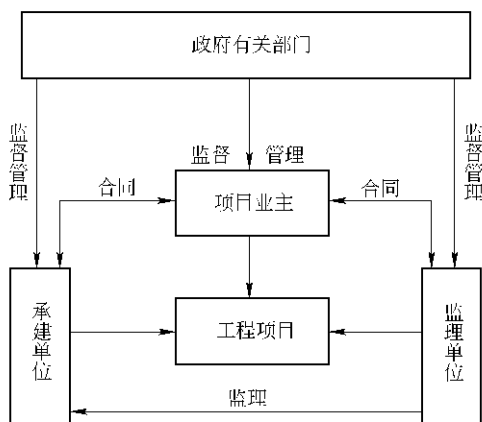 政府有关部门
监督管理
监督 管理
监督管理
合同
项目业主
合同
承建单位
工程项目
监理单位
监理